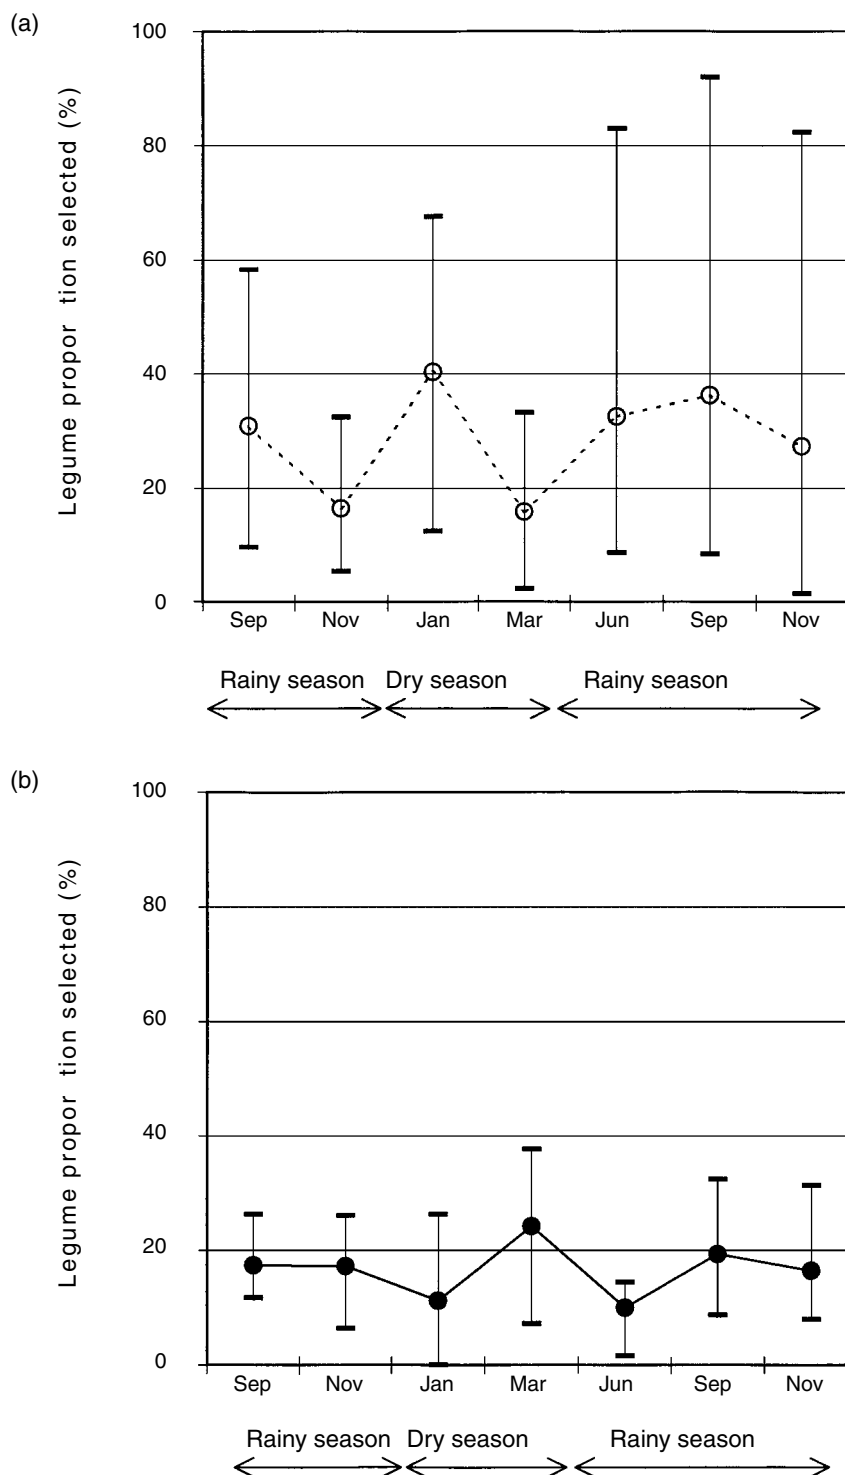 (a)
Legume propor tion selected (%)
100
80
60
40
20
0
Sep Nov Jan Mar Jun Sep Nov
Rainy season Dry season Rainy season
(b)
Legume propor tion selected (%)
100
80
60
40
20
0
Sep Nov Jan Mar Jun Sep Nov
Rainy season Dry season Rainy season